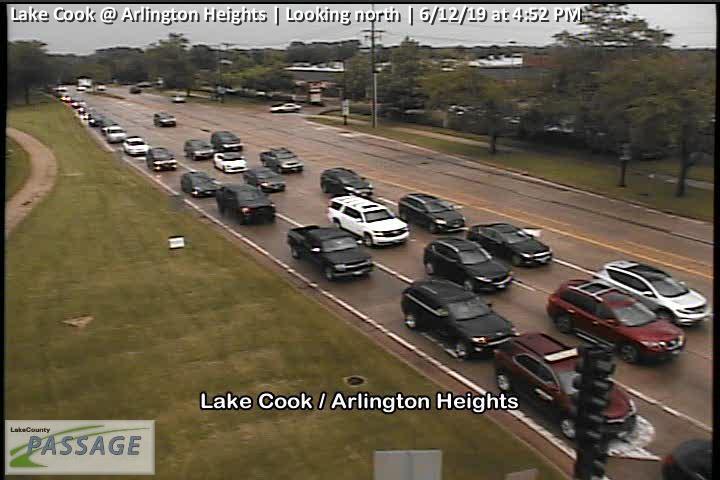 Lake Cook @ Arlington Heights | Looking north | 6/12/19 at 4:52 PM
Lake Cook / Arlington Heights
LakeCounty
PASSAGE